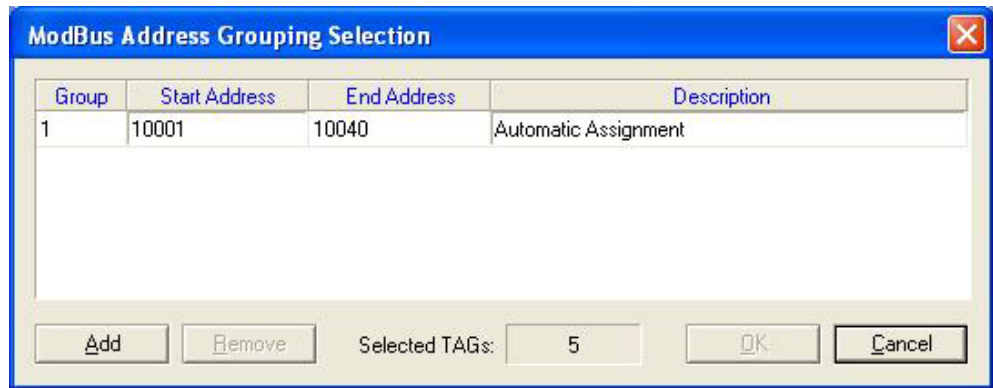 ModBus Address Grouping Selection
Group Start Address End Address Description
1 10001 10040 Automatic Assignment
Add Remove Selected TAGs: 5 OK Cancel